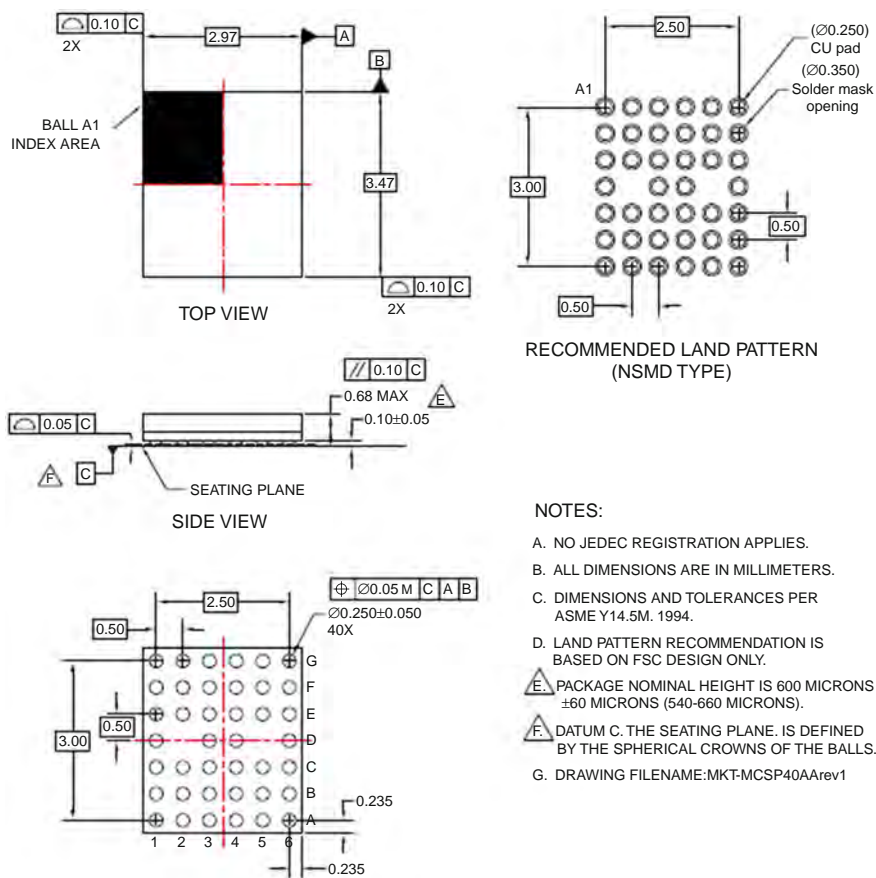 ⌓ 0.10 C
2X
2.97
A
B
BALL A1
INDEX AREA
3.47
⌓ 0.10 C
2X
TOP VIEW
2.50
(Ø0.250)
CU pad
(Ø0.350)
Solder mask
opening
A1
3.00
0.50
0.50
RECOMMENDED LAND PATTERN
(NSMD TYPE)
// 0.10 C
0.68 MAX
E
0.10±0.05
⌓ 0.05 C
F
C
SEATING PLANE
SIDE VIEW
⌖ Ø0.05 M C A B
Ø0.250±0.050
40X
2.50
0.50
G
F
E
0.50
D
3.00
C
B
A
0.235
1 2 3 4 5 6
0.235
NOTES:
A. NO JEDEC REGISTRATION APPLIES.
B. ALL DIMENSIONS ARE IN MILLIMETERS.
C. DIMENSIONS AND TOLERANCES PER
ASME Y14.5M. 1994.
D. LAND PATTERN RECOMMENDATION IS
BASED ON FSC DESIGN ONLY.
E. PACKAGE NOMINAL HEIGHT IS 600 MICRONS
±60 MICRONS (540-660 MICRONS).
F. DATUM C. THE SEATING PLANE. IS DEFINED
BY THE SPHERICAL CROWNS OF THE BALLS.
G. DRAWING FILENAME:MKT-MCSP40AArev1